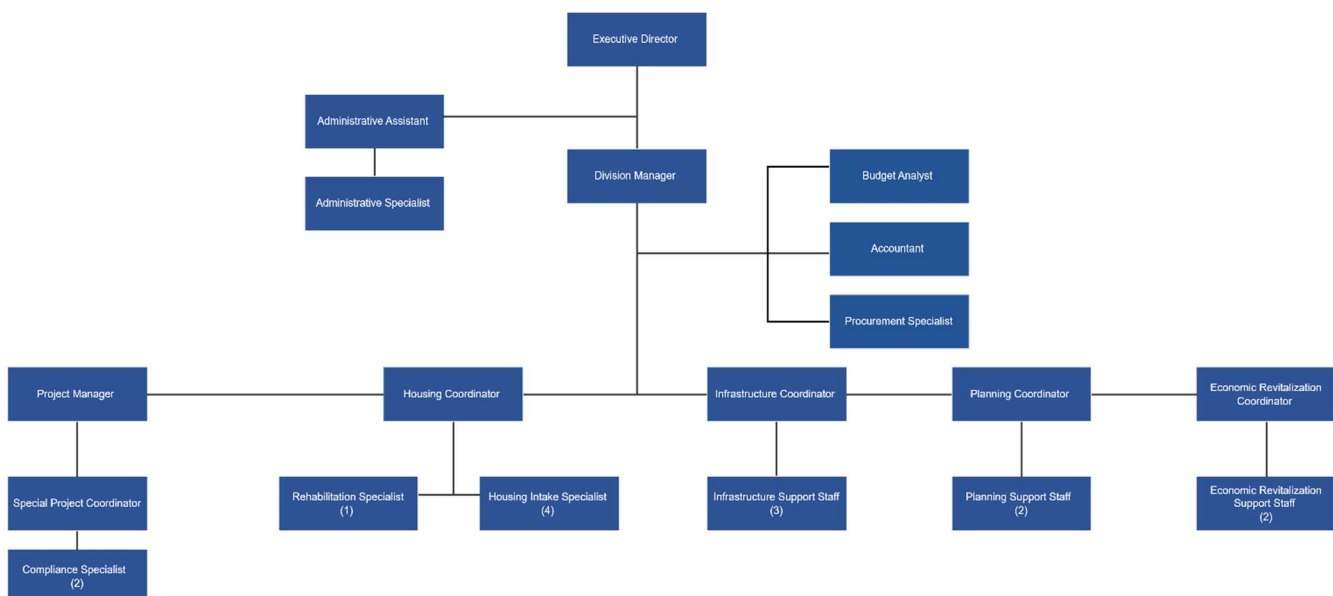 Executive Director
Administrative Assistant
Division Manager
Budget Analyst
Administrative Specialist
Accountant
Procurement Specialist
Project Manager
Housing Coordinator
Infrastructure Coordinator
Planning Coordinator
Economic Revitalization
Coordinator
Special Project Coordinator
Rehabilitation Specialist
(1)
Housing Intake Specialist
(4)
Infrastructure Support Staff
(3)
Planning Support Staff
(2)
Economic Revitalization
Support Staff
(2)
Compliance Specialist
(2)